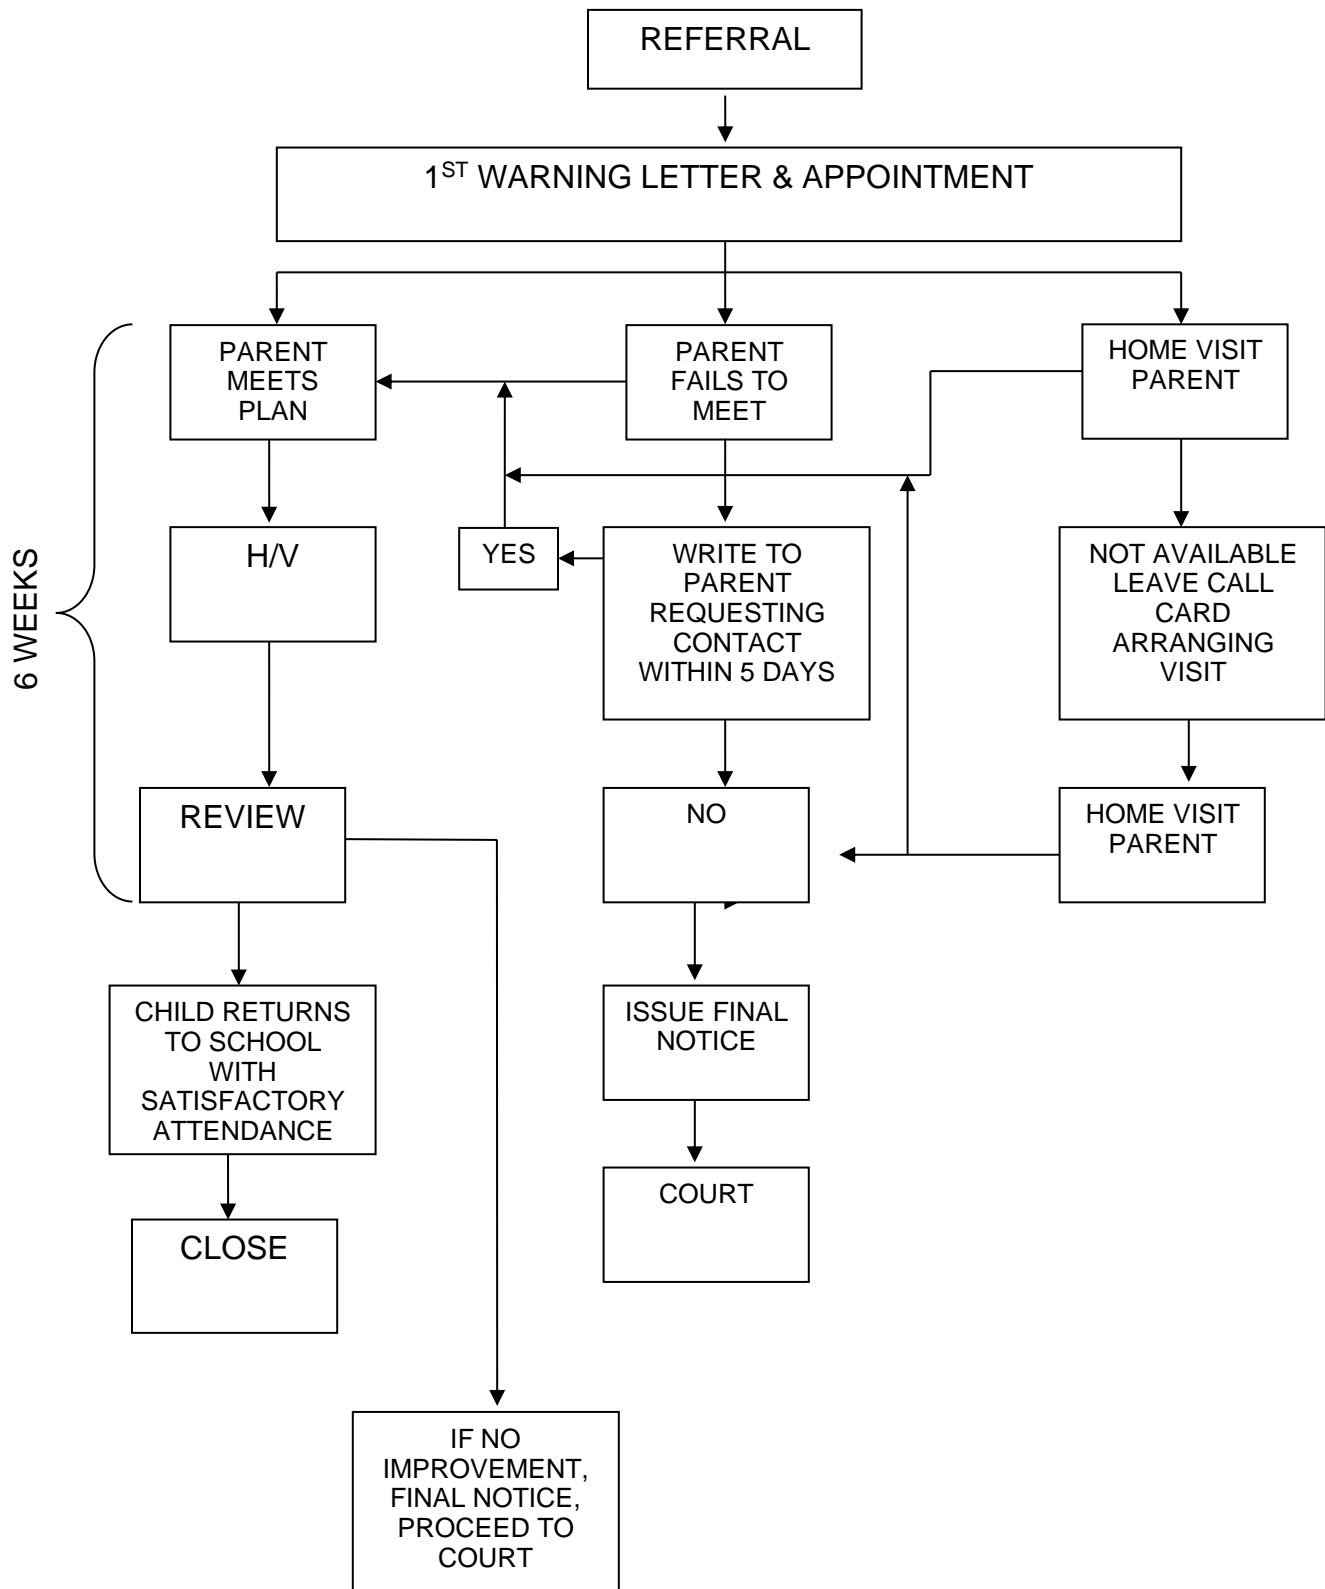 REFERRAL
1ST WARNING LETTER & APPOINTMENT
6 WEEKS
PARENT
MEETS
PLAN
PARENT
FAILS TO
MEET
HOME VISIT
PARENT
H/V
YES
WRITE TO
PARENT
REQUESTING
CONTACT
WITHIN 5 DAYS
NOT AVAILABLE
LEAVE CALL
CARD
ARRANGING
VISIT
REVIEW
NO
HOME VISIT
PARENT
CHILD RETURNS
TO SCHOOL
WITH
SATISFACTORY
ATTENDANCE
ISSUE FINAL
NOTICE
COURT
CLOSE
IF NO
IMPROVEMENT,
FINAL NOTICE,
PROCEED TO
COURT